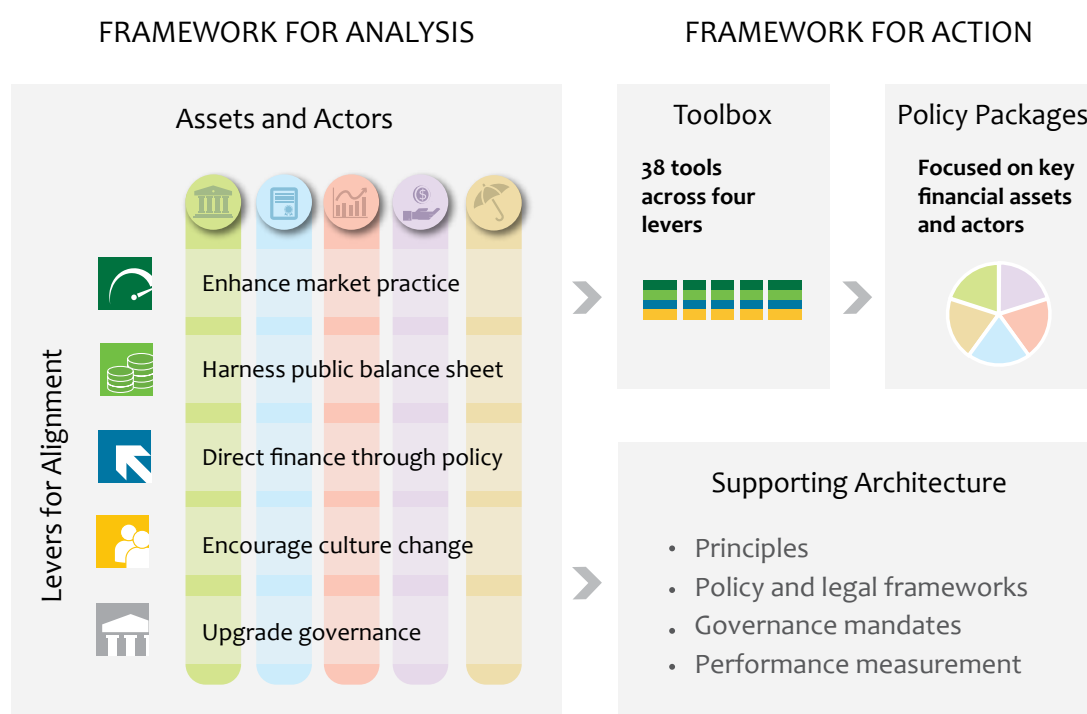 FRAMEWORK FOR ANALYSIS
Assets and Actors
Levers for Alignment
Enhance market practice
Harness public balance sheet
Direct finance through policy
Encourage culture change
Upgrade governance
FRAMEWORK FOR ACTION
Toolbox
38 tools
across four
levers
Policy Packages
Focused on key
financial assets
and actors
Supporting Architecture
• Principles
• Policy and legal frameworks
• Governance mandates
• Performance measurement